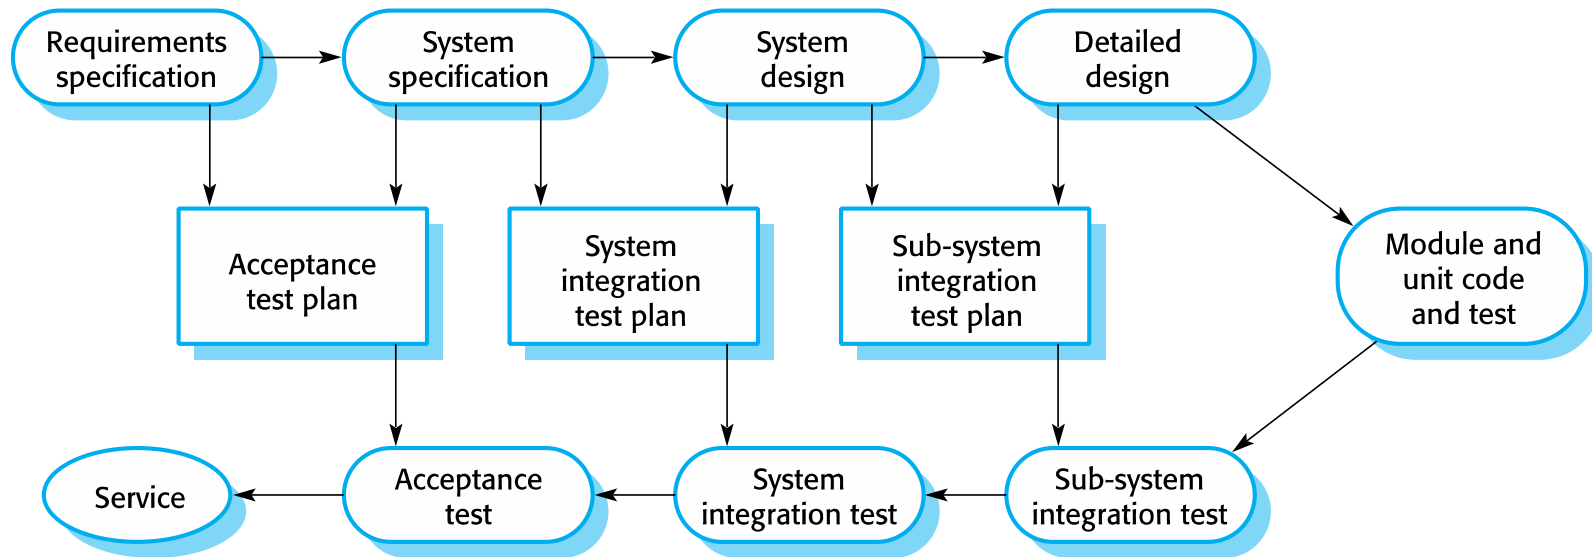 Requirements
specification
System
specification
System
design
Detailed
design
Acceptance
test plan
System
integration
test plan
Sub-system
integration
test plan
Module and
unit code
and test
Service
Acceptance
test
System
integration test
Sub-system
integration test